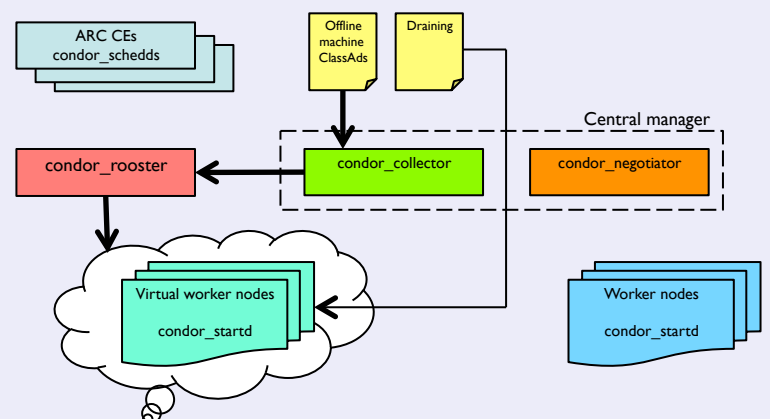 ARC CEs
condor_schedds
Offline
machine
ClassAds
Draining
Central manager
condor_rooster
condor_collector
condor_negotiator
Virtual worker nodes
condor_startd
Worker nodes
condor_startd